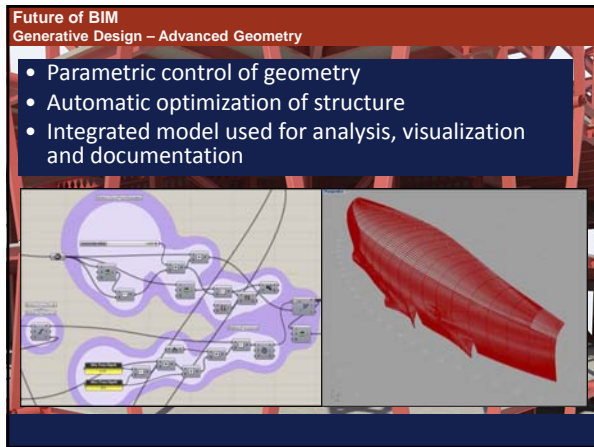 Future of BIM
Generative Design – Advanced Geometry
• Parametric control of geometry
• Automatic optimization of structure
• Integrated model used for analysis, visualization
and documentation